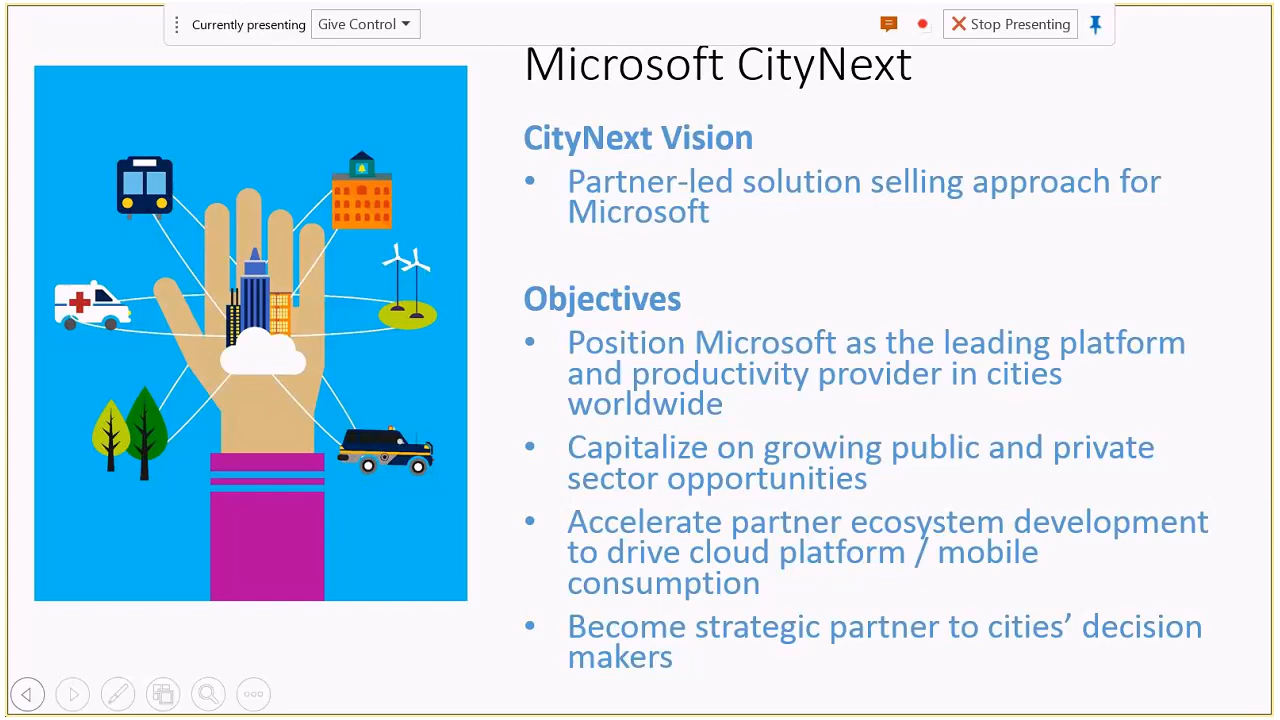 Currently presenting Give Control Stop Presenting
Microsoft CityNext
CityNext Vision
• Partner-led solution selling approach for
Microsoft
Objectives
• Position Microsoft as the leading platform
and productivity provider in cities
worldwide
• Capitalize on growing public and private
sector opportunities
• Accelerate partner ecosystem development
to drive cloud platform / mobile
consumption
• Become strategic partner to cities’ decision
makers